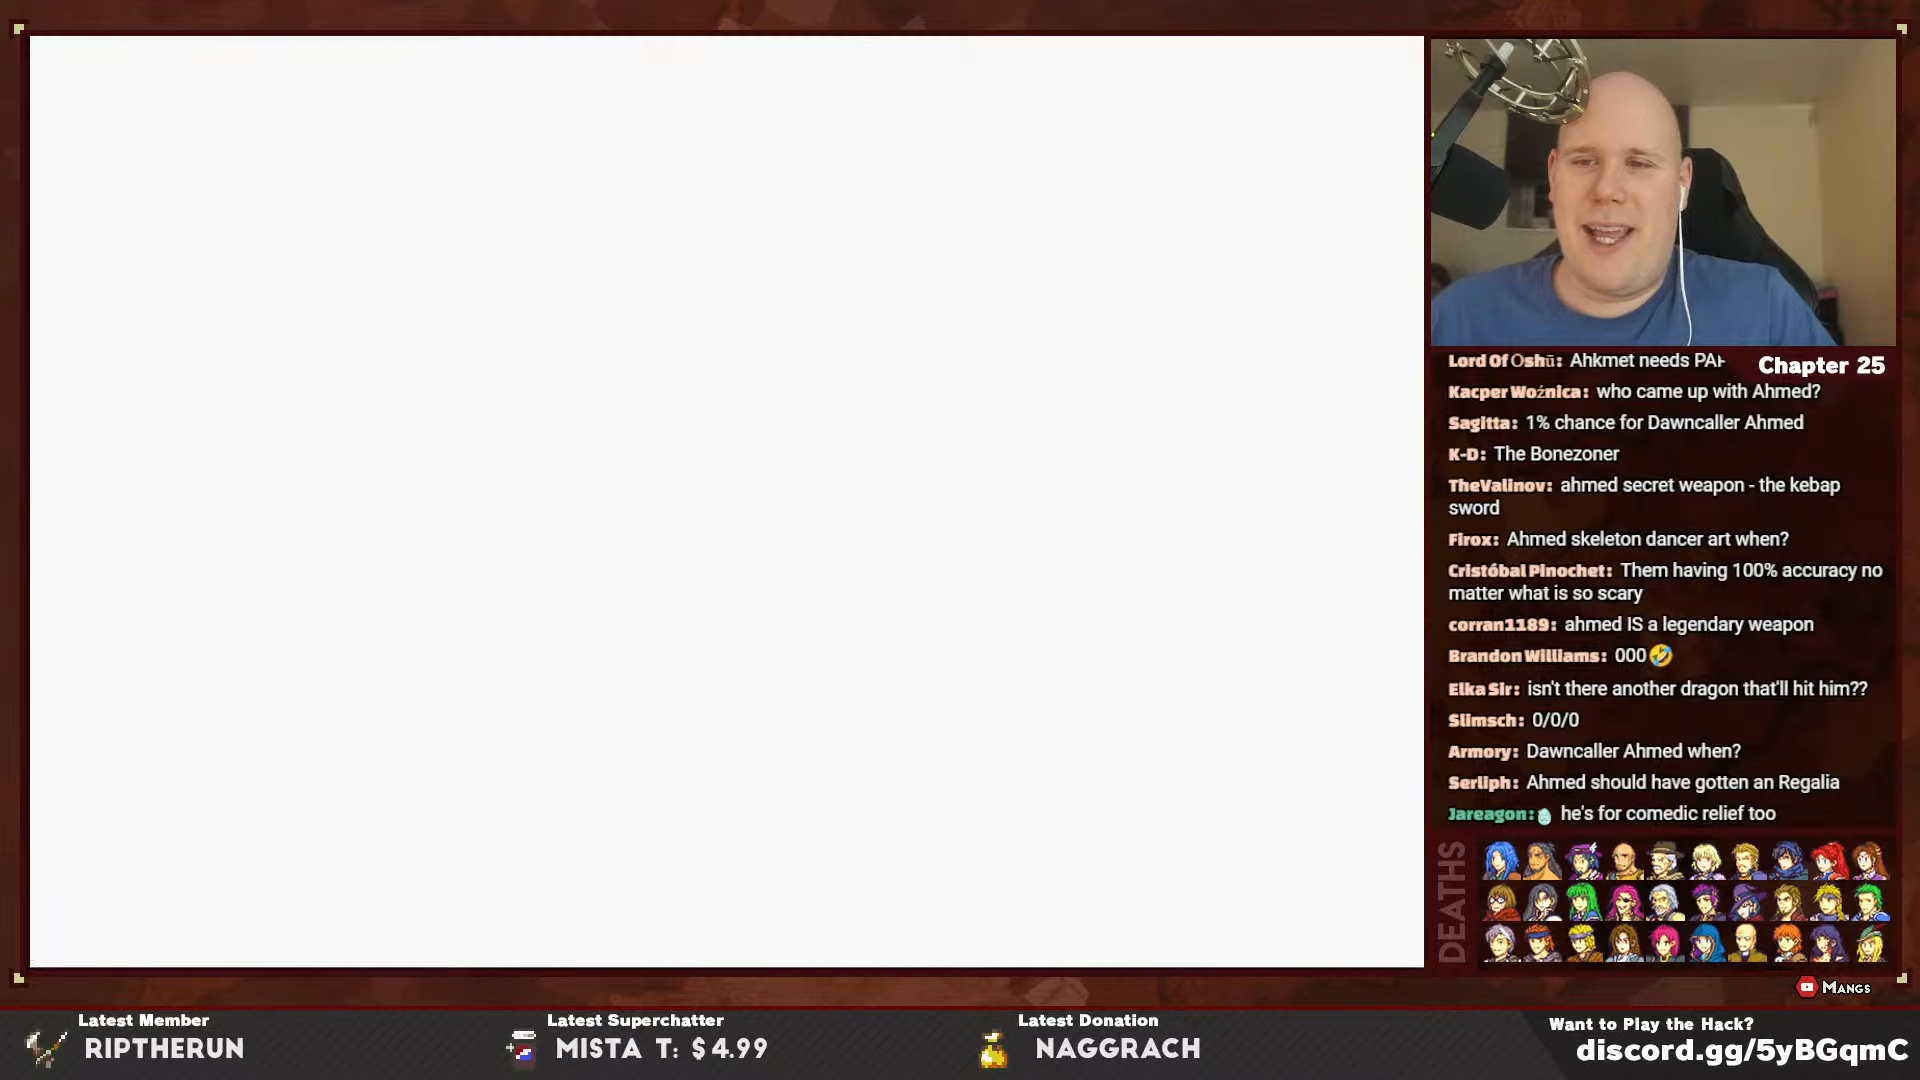 Lord Of Oshū: Ahkmet needs
Chapter 25
Kacper Woźnica: who came up with Ahmed?
Sagitta: 1% chance for Dawncaller Ahmed
K-D: The Bonezoner
TheValinov: ahmed secret weapon - the kebap
sword
Firox: Ahmed skeleton dancer art when?
Cristóbal Pinochet: Them having 100% accuracy no
matter what is so scary
corran1189: ahmed IS a legendary weapon
Brandon Williams: 000🤣
Elka Sir: isn't there another dragon that'll hit him??
Slimsch: 0/0/0
Armory: Dawncaller Ahmed when?
Serliph: Ahmed should have gotten an Regalia
Jareagon: he's for comedic relief too
DEATHS
Mangs
Latest Member
RIPTHERUN
Latest Superchatter
MISTA T: $4.99
Latest Donation
NAGGRACH
Want to Play the Hack?
discord.gg/5yBGqmC